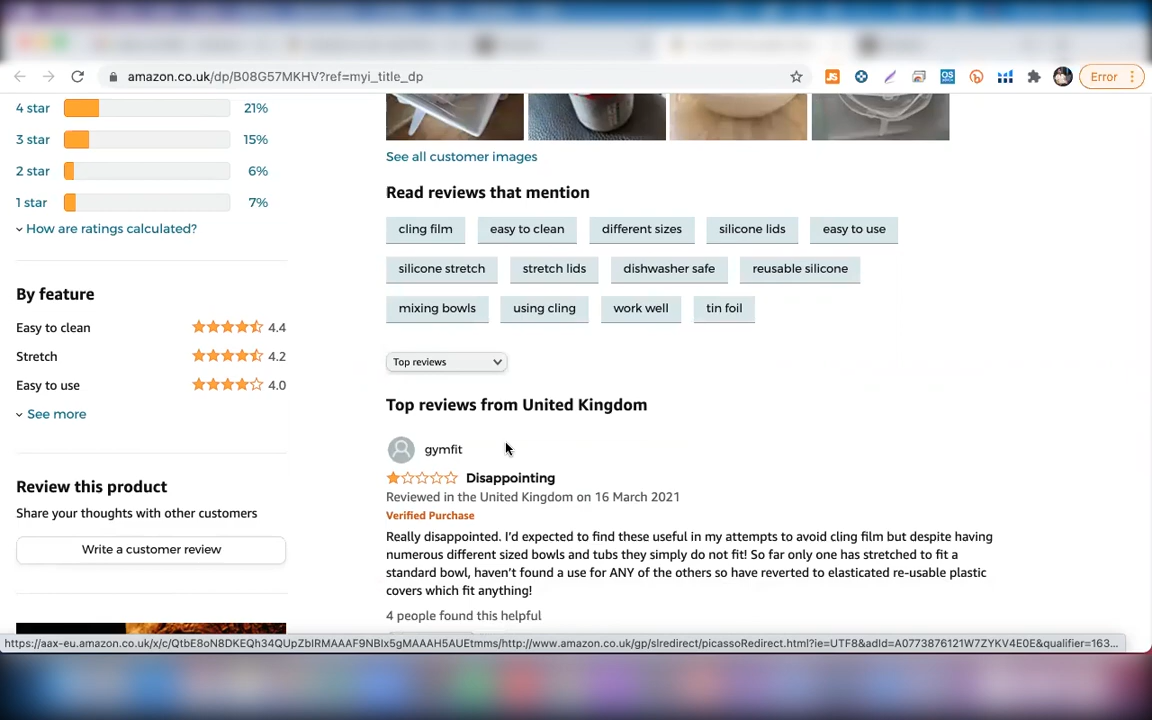 amazon.co.uk/dp/B08G57MKHV?ref=myi_title_dp
Error
4 star 21%
3 star 15%
2 star 6%
1 star 7%
How are ratings calculated?
By feature
Easy to clean 4.4
Stretch 4.2
Easy to use 4.0
See more
Review this product
Share your thoughts with other customers
Write a customer review
See all customer images
Read reviews that mention
cling film easy to clean different sizes silicone lids easy to use
silicone stretch stretch lids dishwasher safe reusable silicone
mixing bowls using cling work well tin foil
Top reviews
Top reviews from United Kingdom
gymfit
Disappointing
Reviewed in the United Kingdom on 16 March 2021
Verified Purchase
Really disappointed. I'd expected to find these useful in my attempts to avoid cling film but despite having
numerous different sized bowls and tubs they simply do not fit! So far only one has stretched to fit a
standard bowl, haven't found a use for ANY of the others so have reverted to elasticated re-usable plastic
covers which fit anything!
4 people found this helpful